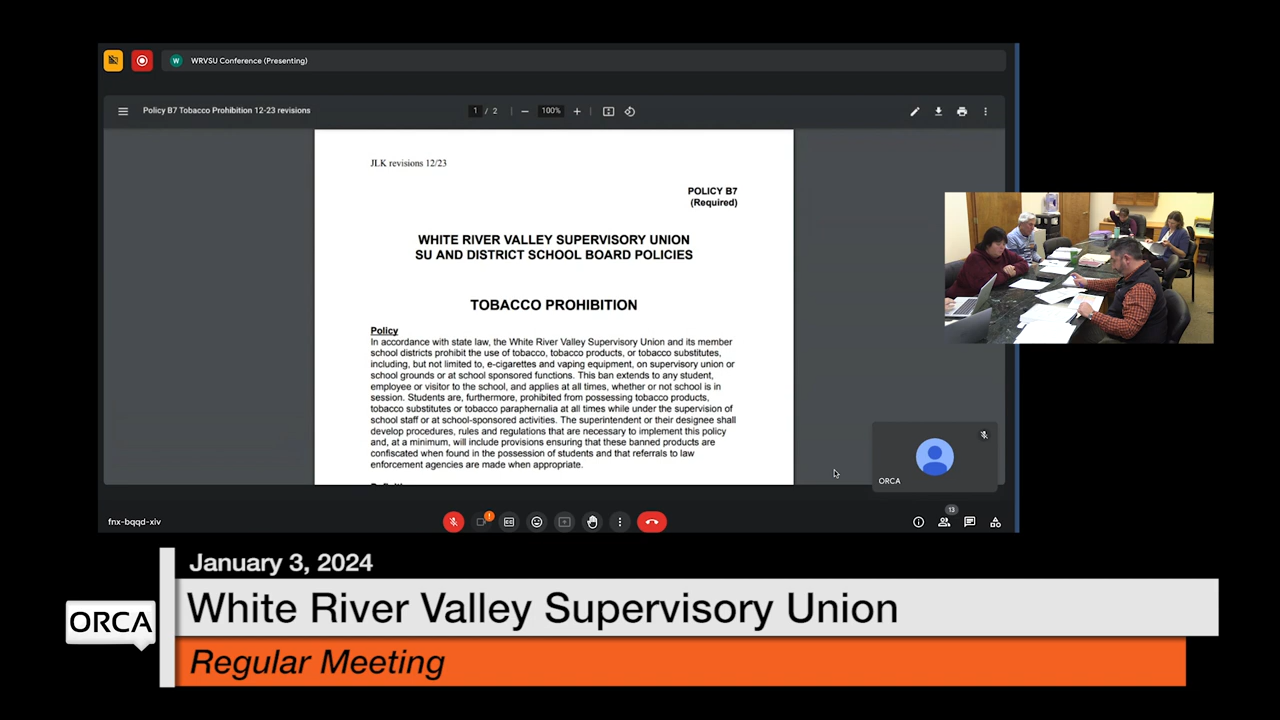 W WRVSU Conference (Presenting)
Policy B7 Tobacco Prohibition 12-23 revisions
1 / 2
100%
JLK revisions 12/23
POLICY B7
(Required)
WHITE RIVER VALLEY SUPERVISORY UNION
SU AND DISTRICT SCHOOL BOARD POLICIES
TOBACCO PROHIBITION
Policy
In accordance with state law, the White River Valley Supervisory Union and its member
school districts prohibit the use of tobacco, tobacco products, or tobacco substitutes,
including, but not limited to, e-cigarettes and vaping equipment, on supervisory union or
school grounds or at school sponsored functions. This ban extends to any student,
employee or visitor to the school, and applies at all times, whether or not school is in
session. Students are, furthermore, prohibited from possessing tobacco products,
tobacco substitutes or tobacco paraphernalia at all times while under the supervision of
school staff or at school-sponsored activities. The superintendent or their designee shall
develop procedures, rules and regulations that are necessary to implement this policy
and, at a minimum, will include provisions ensuring that these banned products are
confiscated when found in the possession of students and that referrals to law
enforcement agencies are made when appropriate.
ORCA
13
fnx-bqqd-xiv
January 3, 2024
ORCA
White River Valley Supervisory Union
Regular Meeting